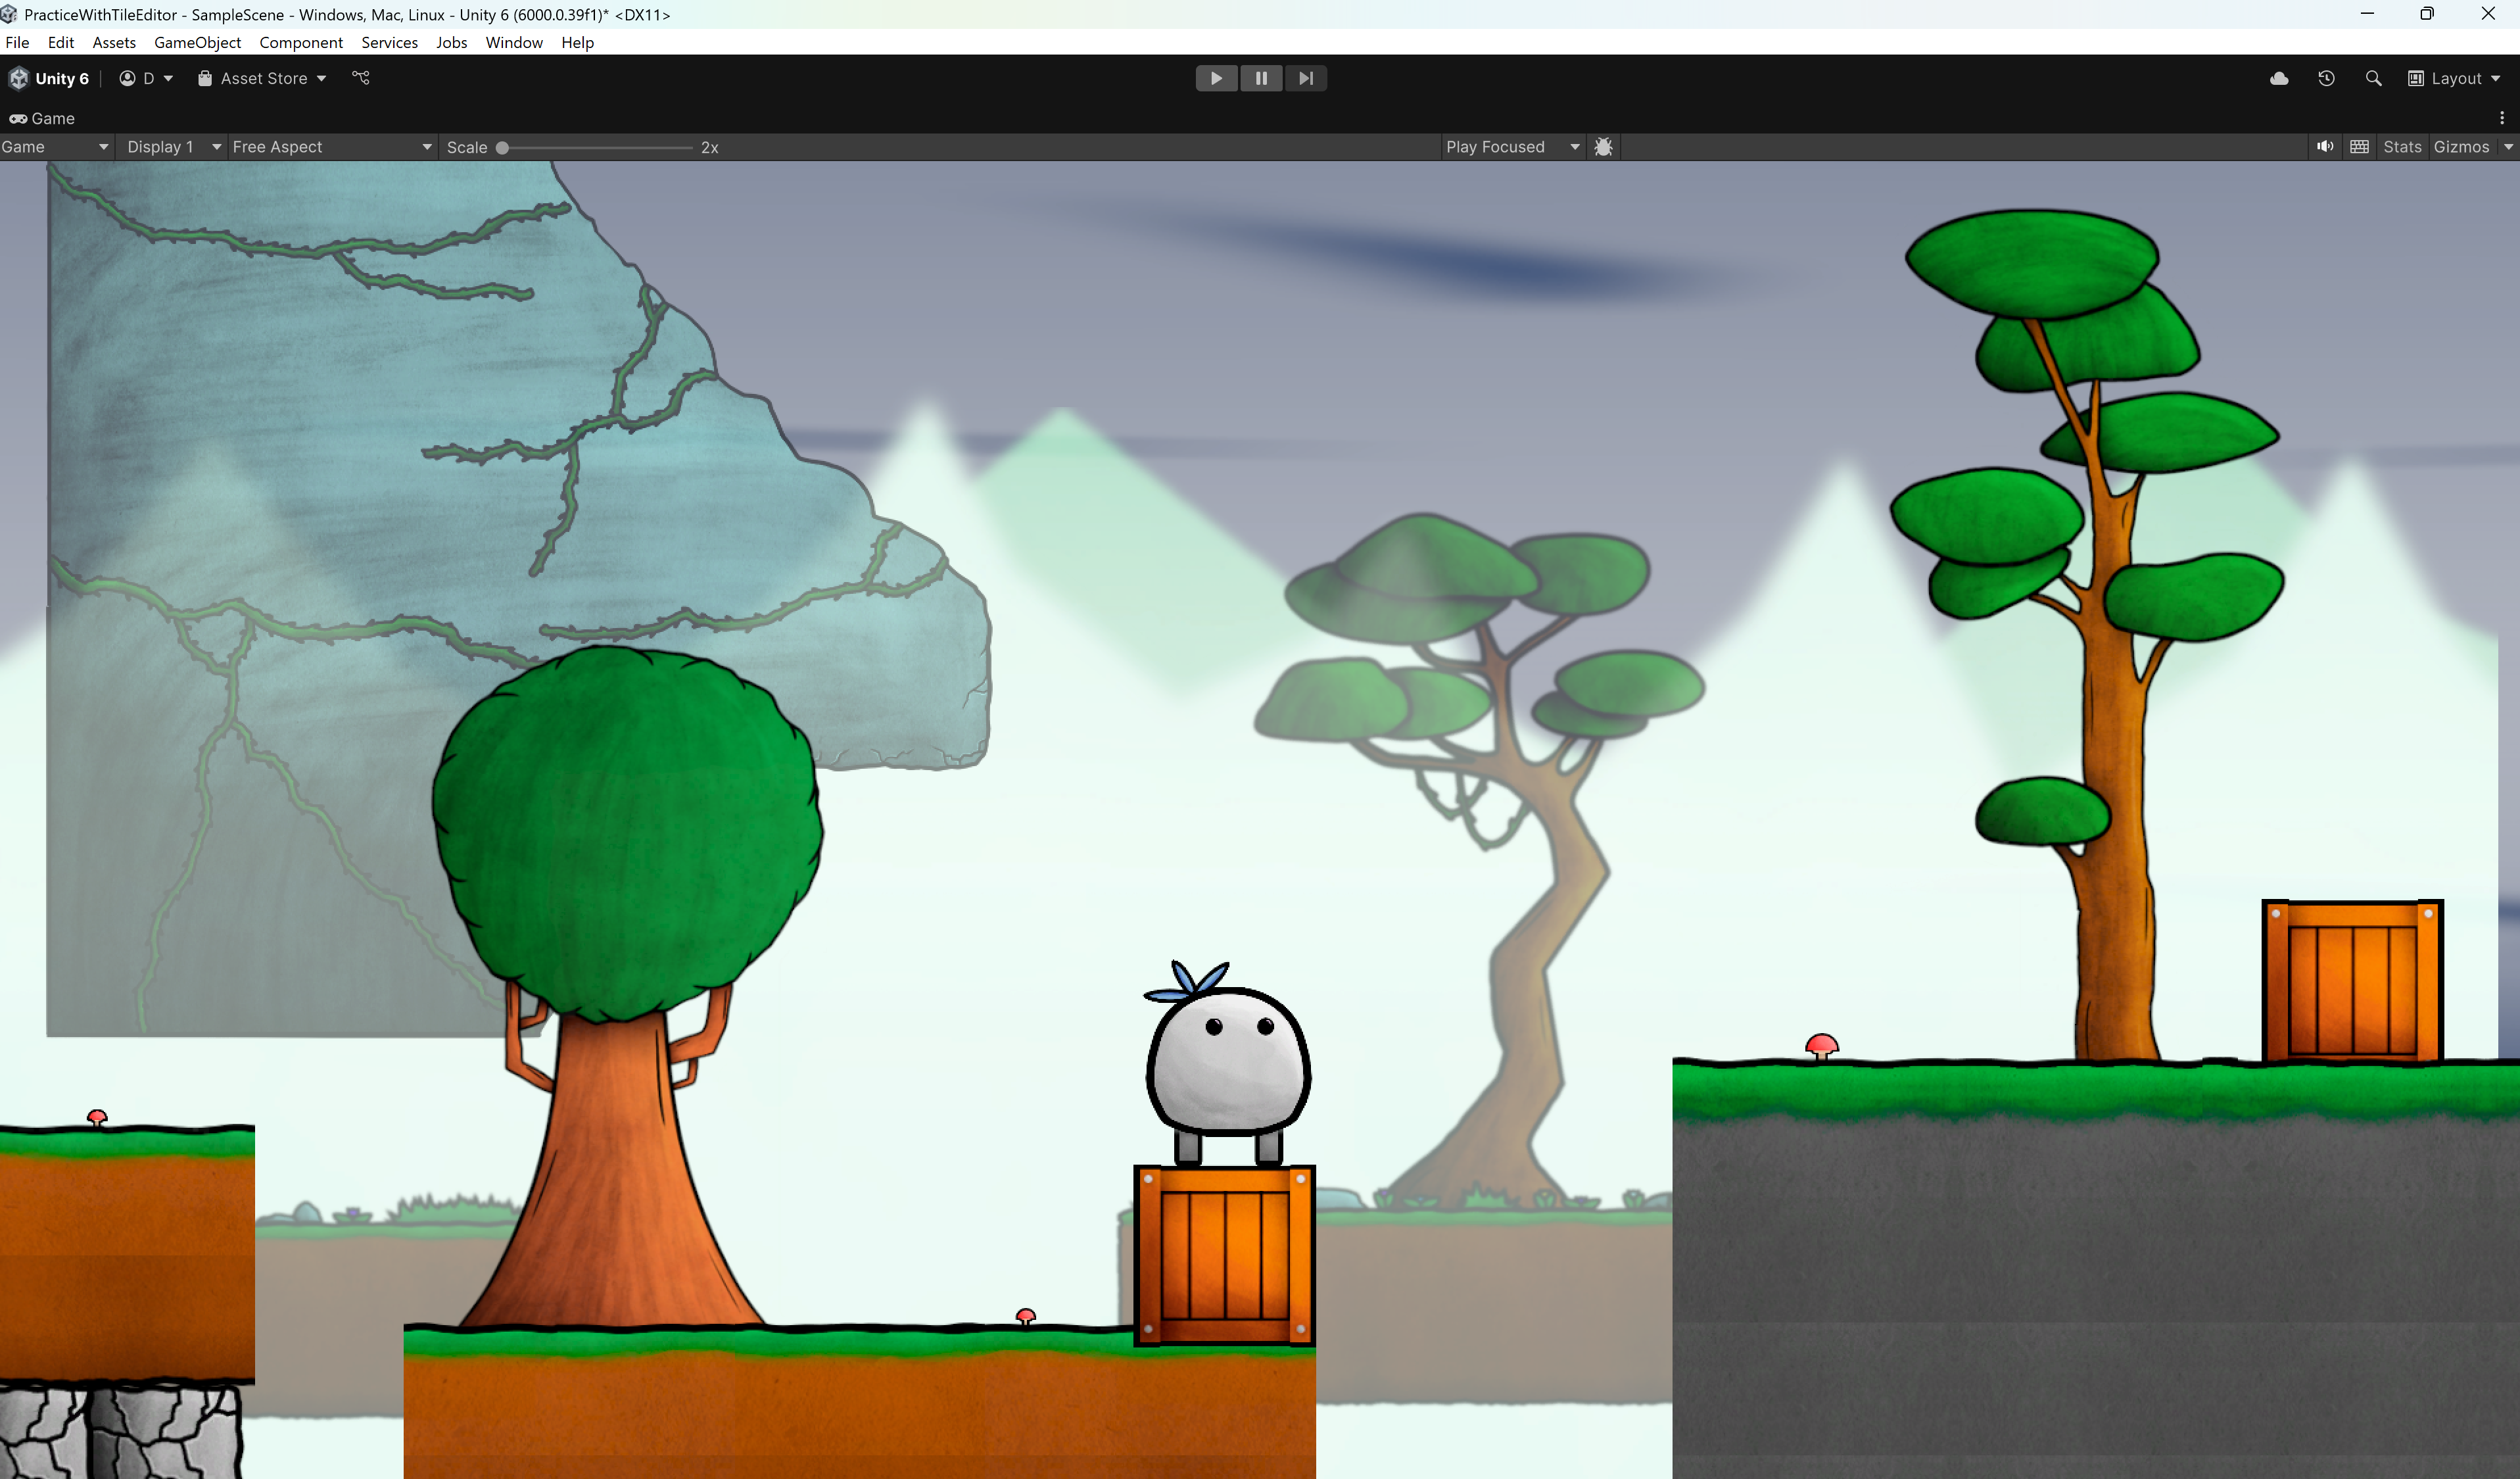 PracticeWithTileEditor - SampleScene - Windows, Mac, Linux - Unity 6 (6000.0.39f1)* <DX11>
File Edit Assets GameObject Component Services Jobs Window Help
Unity 6 D Asset Store Layout
Game
Game Display 1 Free Aspect Scale 2x Play Focused Stats Gizmos